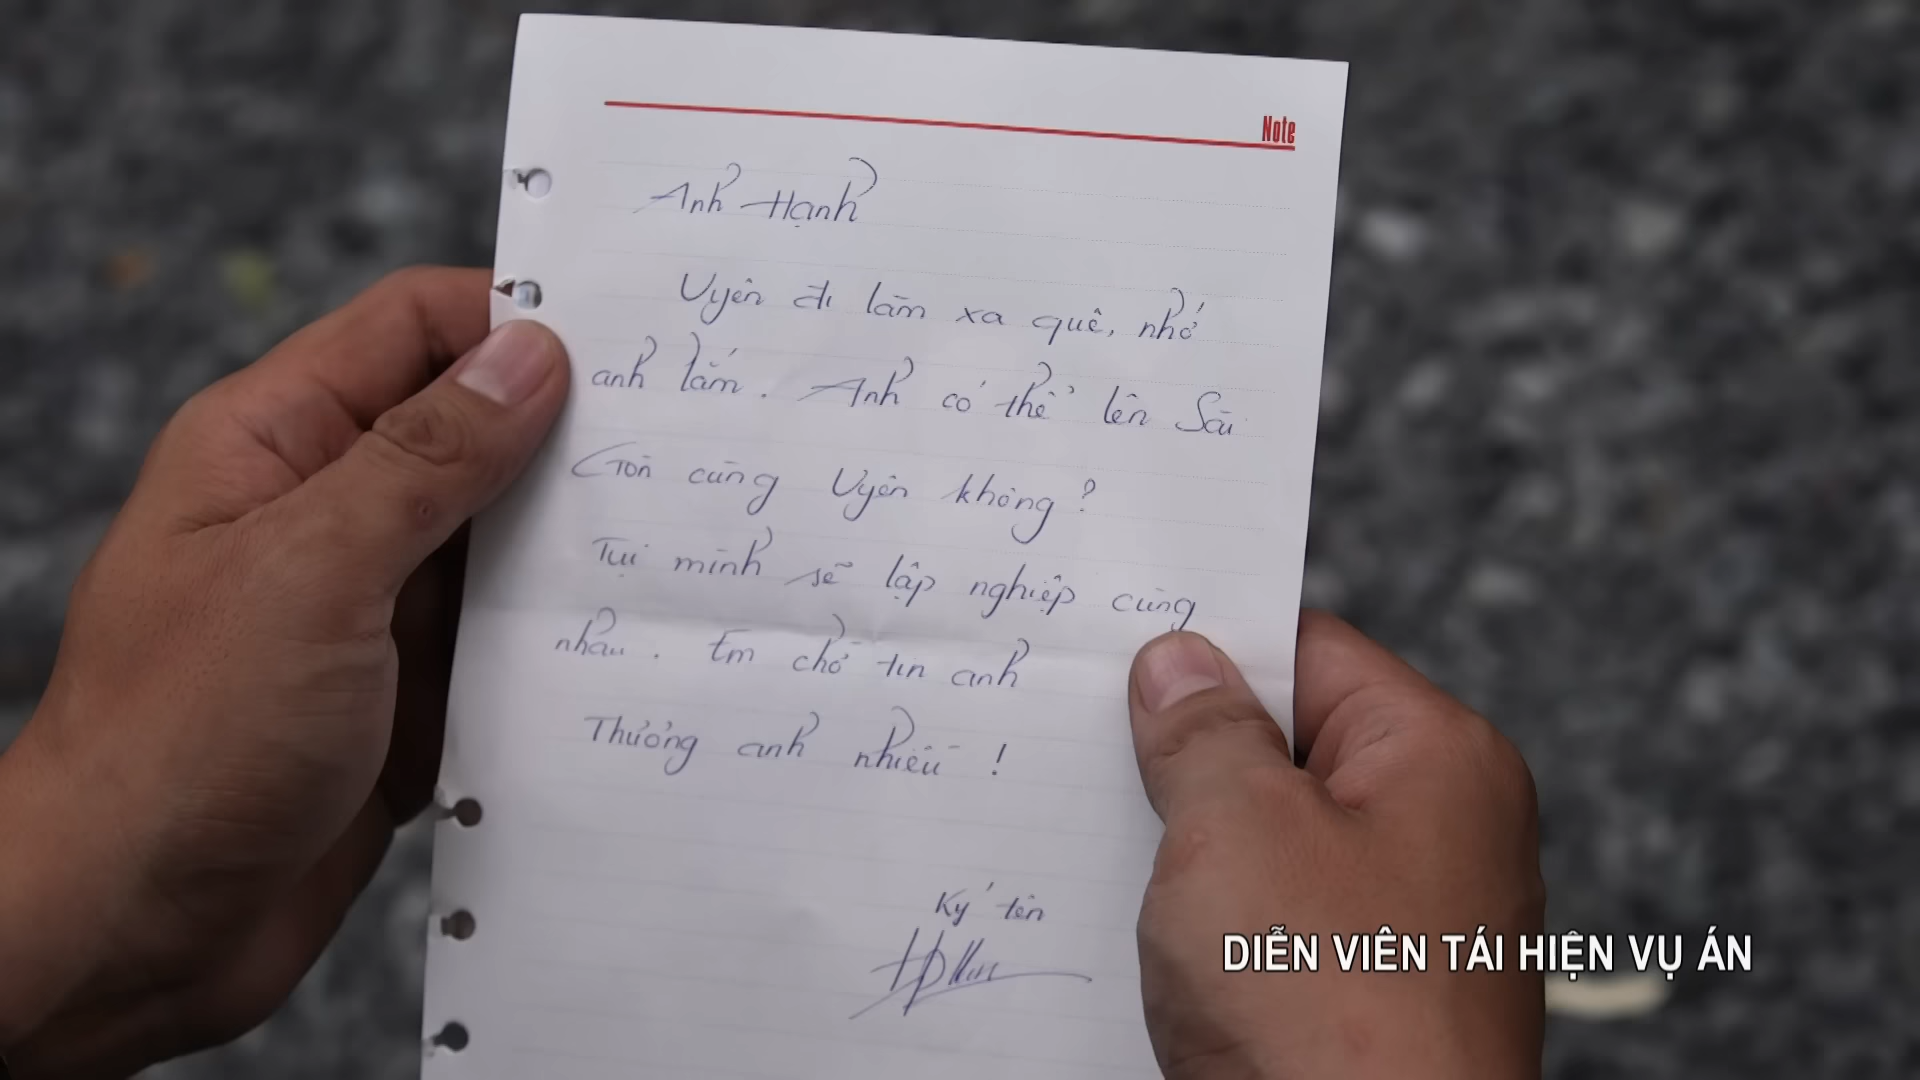 Note
Anh Hạnh
Uyên đi làm xa quê, nhớ
anh lắm. Anh có thể lên Sài
Gòn cùng Uyên không?
Tụi mình sẽ lập nghiệp cùng
nhau. Em chờ tin anh
Thương anh nhiều!
Ký tên
DIỄN VIÊN TÁI HIỆN VỤ ÁN